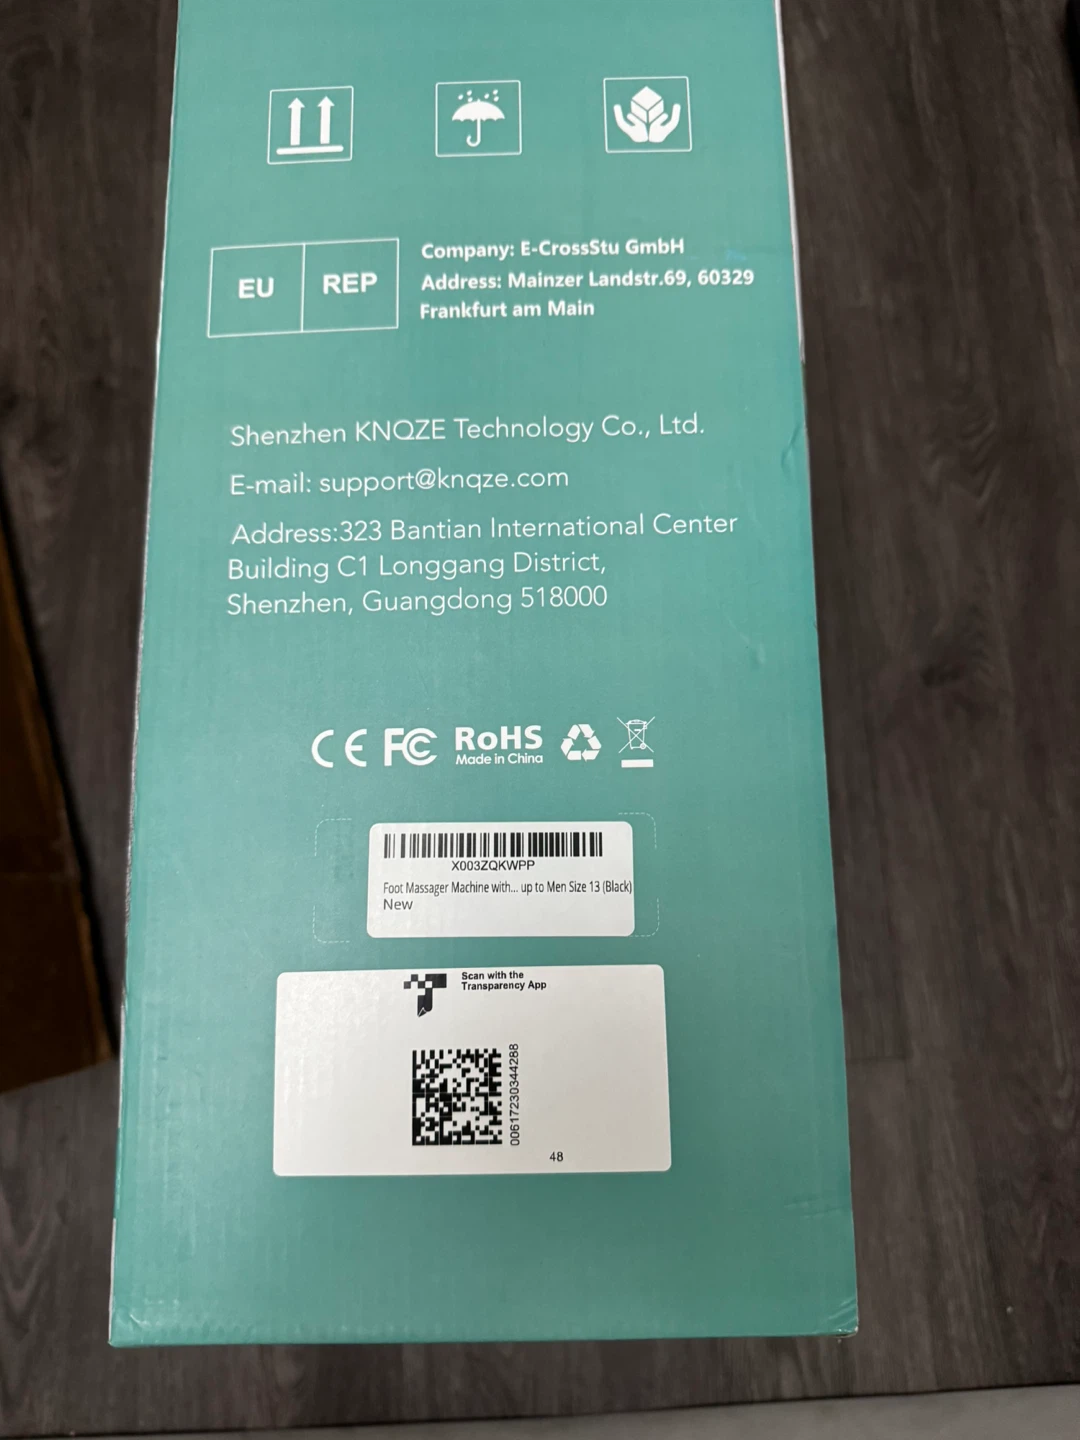 EU REP
Company: E-CrossStu GmbH
Address: Mainzer Landstr.69, 60329
Frankfurt am Main
Shenzhen KNQZE Technology Co., Ltd.
E-mail: support@knqze.com
Address:323 Bantian International Center
Building C1 Longgang District,
Shenzhen, Guangdong 518000
CE FC RoHS
Made in China
X003ZQKWPP
Foot Massager Machine with... up to Men Size 13 (Black)
New
Scan with the
Transparency App
00617230344288
48